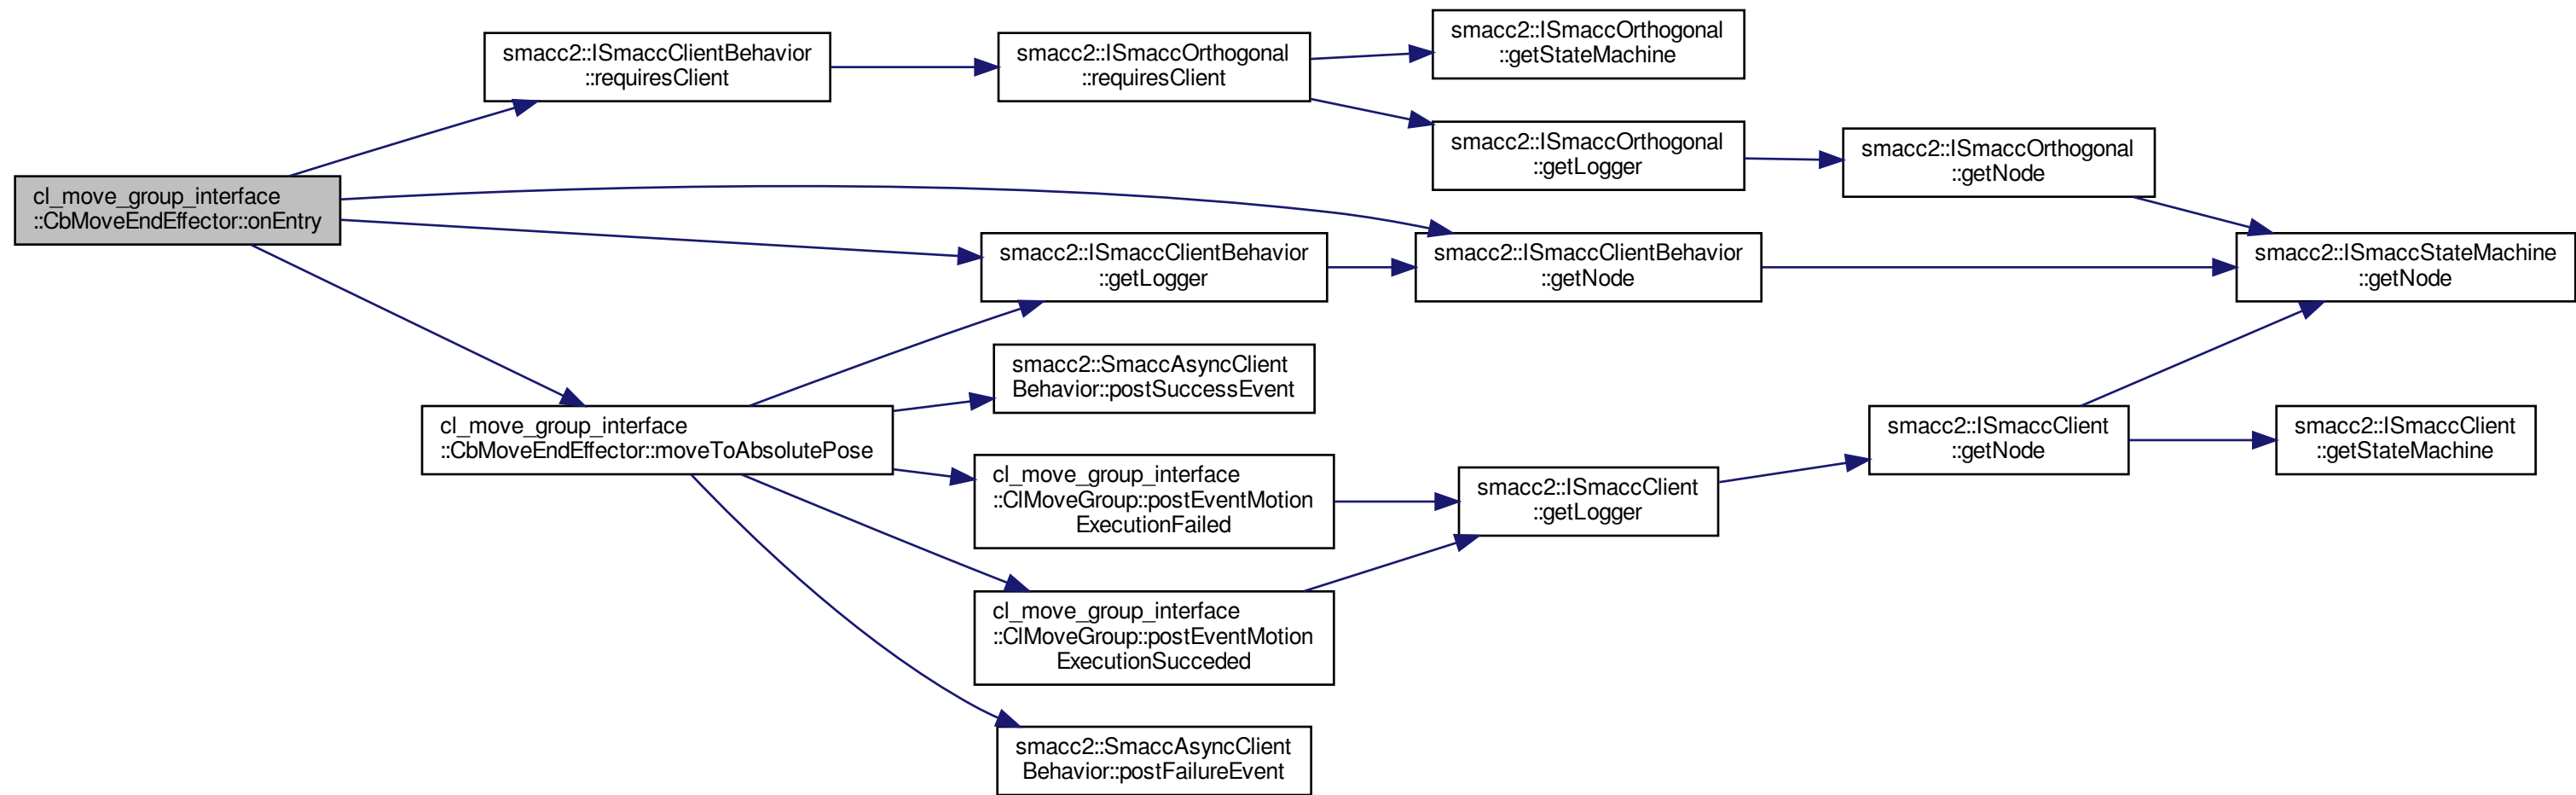 cl_move_group_interface
::CbMoveEndEffector::onEntry
smacc2::ISmaccClientBehavior
::requiresClient
smacc2::ISmaccOrthogonal
::requiresClient
smacc2::ISmaccOrthogonal
::getStateMachine
smacc2::ISmaccOrthogonal
::getLogger
smacc2::ISmaccOrthogonal
::getNode
smacc2::ISmaccClientBehavior
::getLogger
smacc2::ISmaccClientBehavior
::getNode
smacc2::ISmaccStateMachine
::getNode
cl_move_group_interface
::CbMoveEndEffector::moveToAbsolutePose
smacc2::SmaccAsyncClient
Behavior::postSuccessEvent
cl_move_group_interface
::ClMoveGroup::postEventMotion
ExecutionFailed
smacc2::ISmaccClient
::getLogger
smacc2::ISmaccClient
::getNode
smacc2::ISmaccClient
::getStateMachine
cl_move_group_interface
::ClMoveGroup::postEventMotion
ExecutionSucceded
smacc2::SmaccAsyncClient
Behavior::postFailureEvent